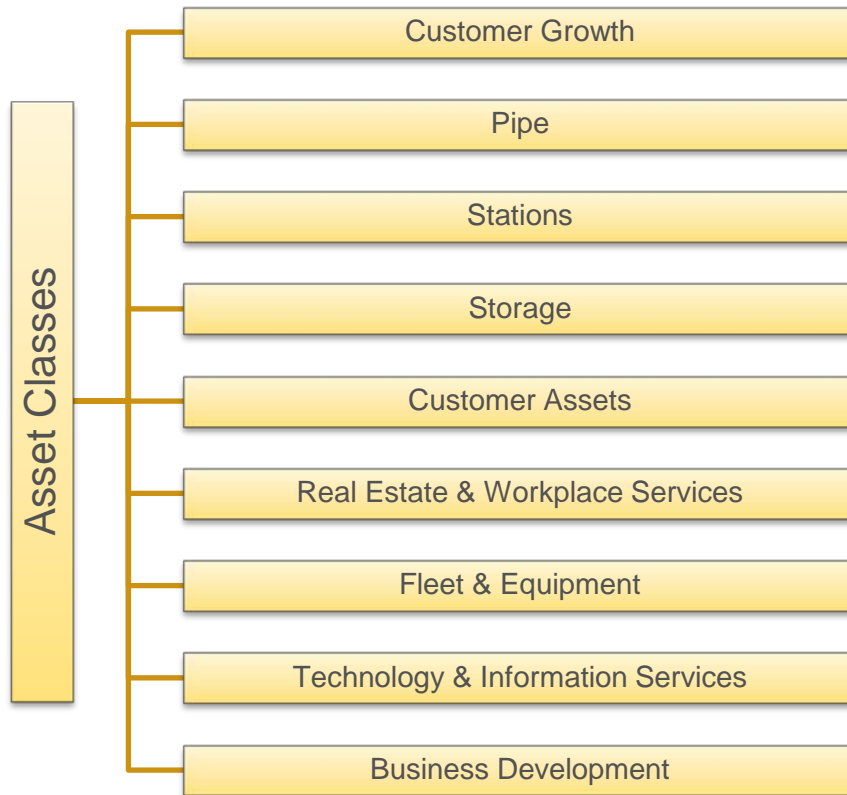 Asset Classes
Customer Growth
Pipe
Stations
Storage
Customer Assets
Real Estate & Workplace Services
Fleet & Equipment
Technology & Information Services
Business Development